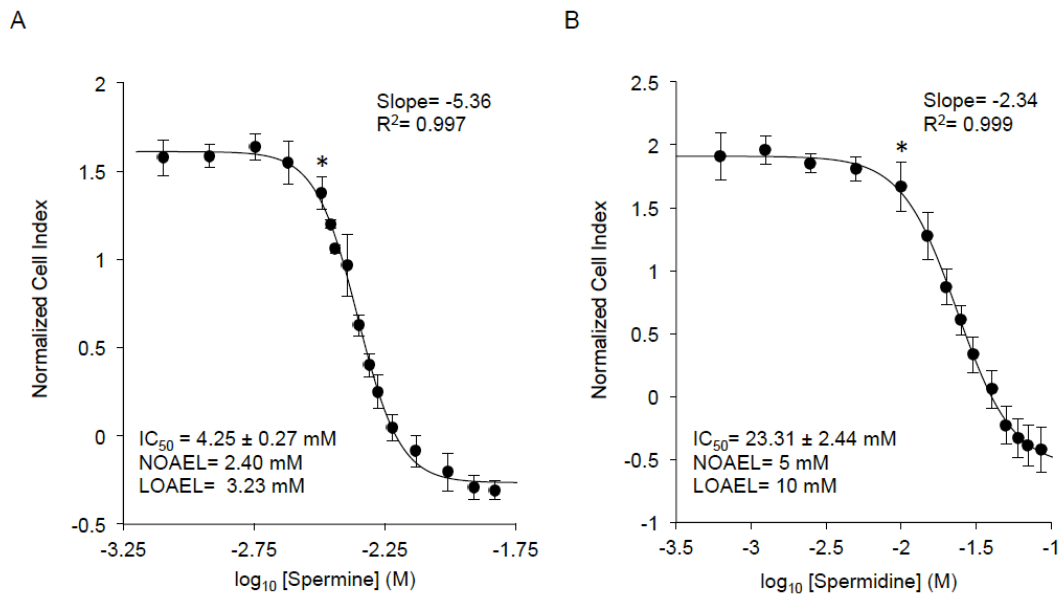 A
2
1.5
1
0.5
0
-0.5
-3.25
-2.75
-2.25
-1.75
Normalized Cell Index
log10 [Spermine] (M)
Slope= -5.36
R2= 0.997
*
IC50 = 4.25 ± 0.27 mM
NOAEL= 2.40 mM
LOAEL= 3.23 mM
B
2.5
2
1.5
1
0.5
0
-0.5
-1
-3.5
-3
-2.5
-2
-1.5
-1
Normalized Cell Index
log10 [Spermidine] (M)
Slope= -2.34
R2= 0.999
*
IC50= 23.31 ± 2.44 mM
NOAEL= 5 mM
LOAEL= 10 mM